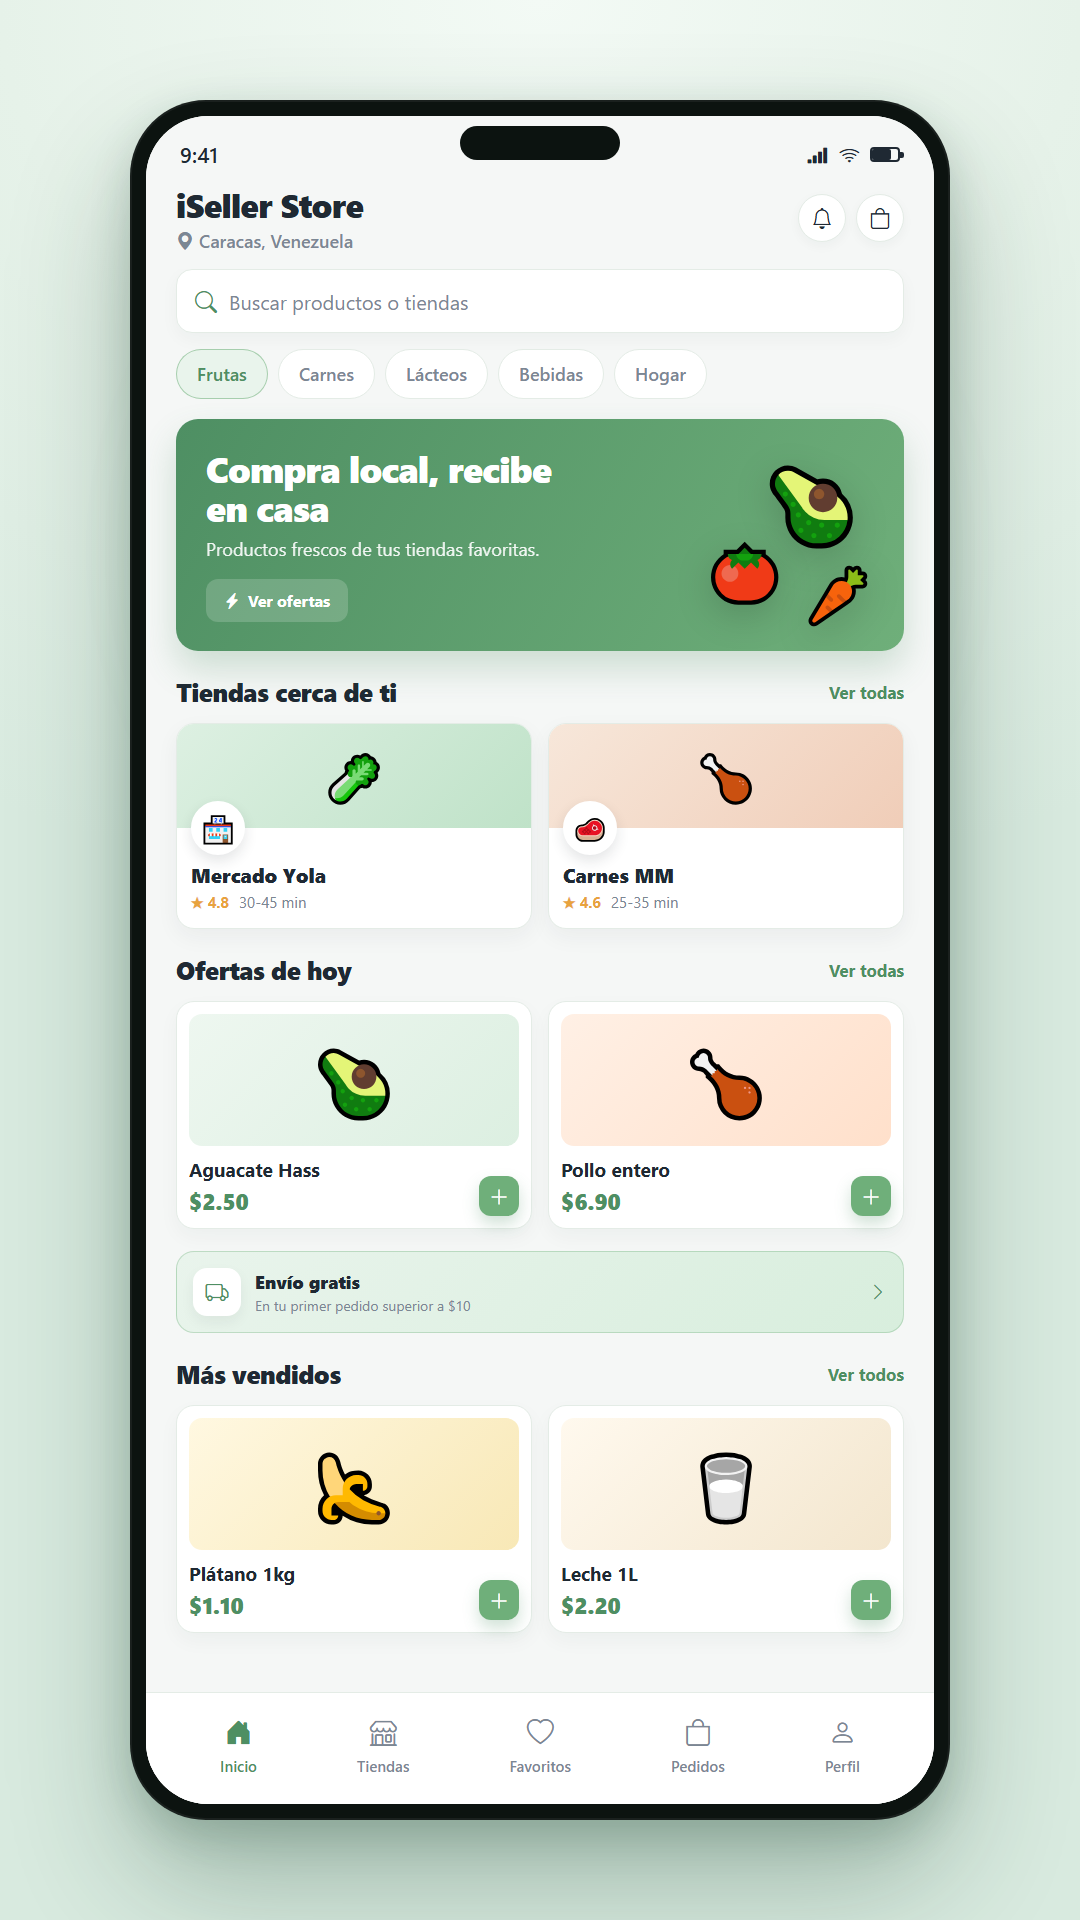 9:41
iSeller Store
Caracas, Venezuela
Buscar productos o tiendas
Frutas
Carnes
Lácteos
Bebidas
Hogar
Compra local, recibe
en casa
Productos frescos de tus tiendas favoritas.
Ver ofertas
Tiendas cerca de ti
Ver todas
Mercado Yola
★ 4.8 30-45 min
Carnes MM
★ 4.6 25-35 min
Ofertas de hoy
Ver todas
Aguacate Hass
$2.50
Pollo entero
$6.90
Envío gratis
En tu primer pedido superior a $10
Más vendidos
Ver todos
Plátano 1kg
$1.10
Leche 1L
$2.20
Inicio
Tiendas
Favoritos
Pedidos
Perfil